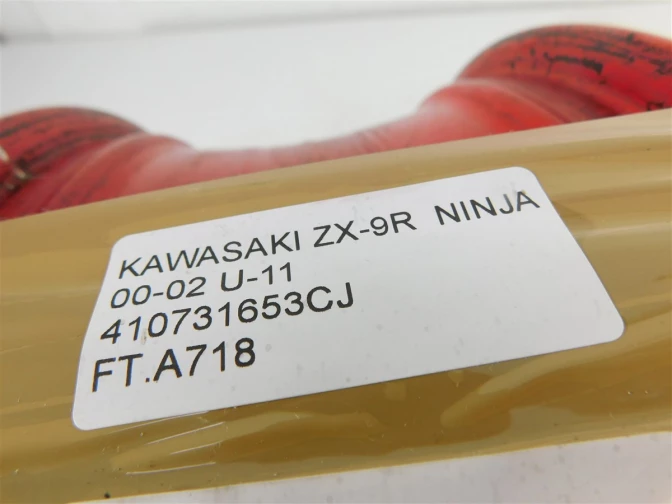 KAWASAKI ZX-9R NINJA
00-02 U-11
410731653CJ
FT.A718